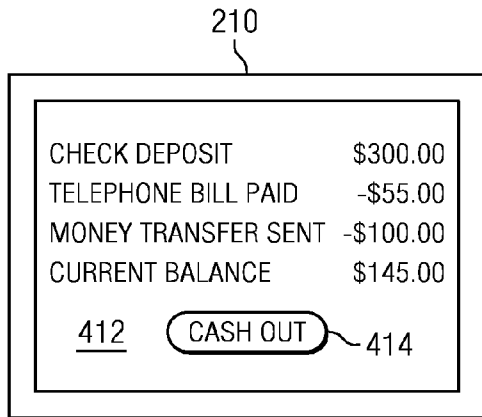 210
CHECK DEPOSIT $300.00
TELEPHONE BILL PAID -$55.00
MONEY TRANSFER SENT -$100.00
CURRENT BALANCE $145.00
412 CASH OUT 414